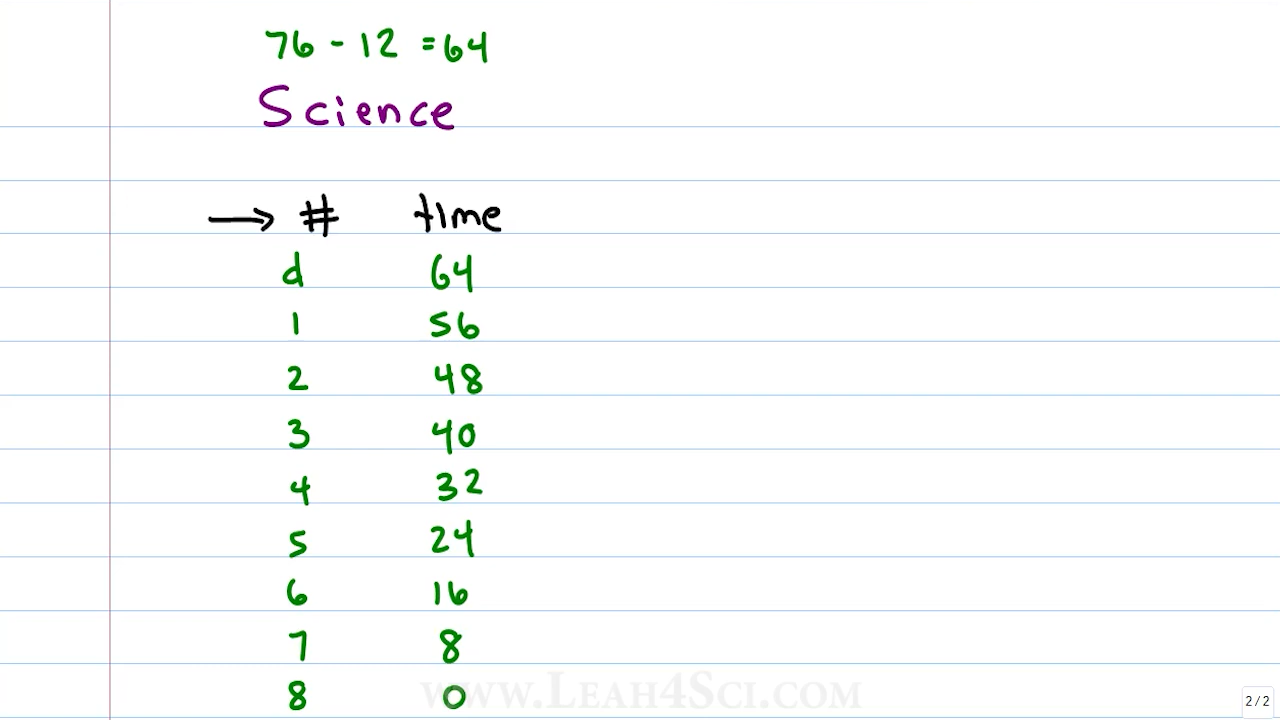 76 - 12 = 64
Science
→ # time
d 64
1 56
2 48
3 40
4 32
5 24
6 16
7 8
8 0
www.Leah4Sci.com
2 / 2